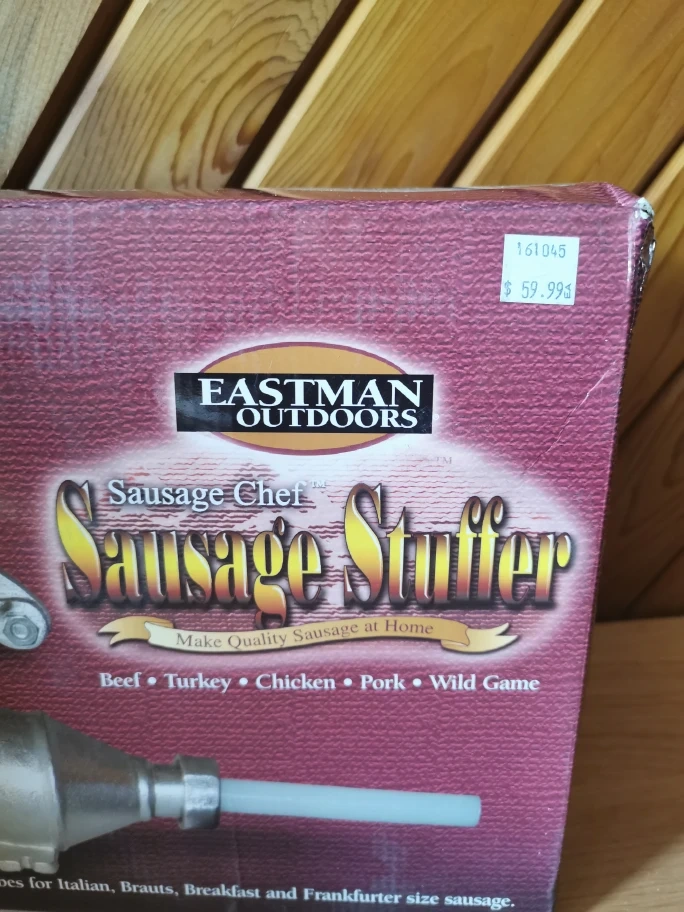 161045
$ 59.99
EASTMAN
OUTDOORS
TM
Sausage Chef™
Sausage Stuffer
Make Quality Sausage at Home
Beef • Turkey • Chicken • Pork • Wild Game
for Italian, Brauts, Breakfast and Frankfurter size sausage.